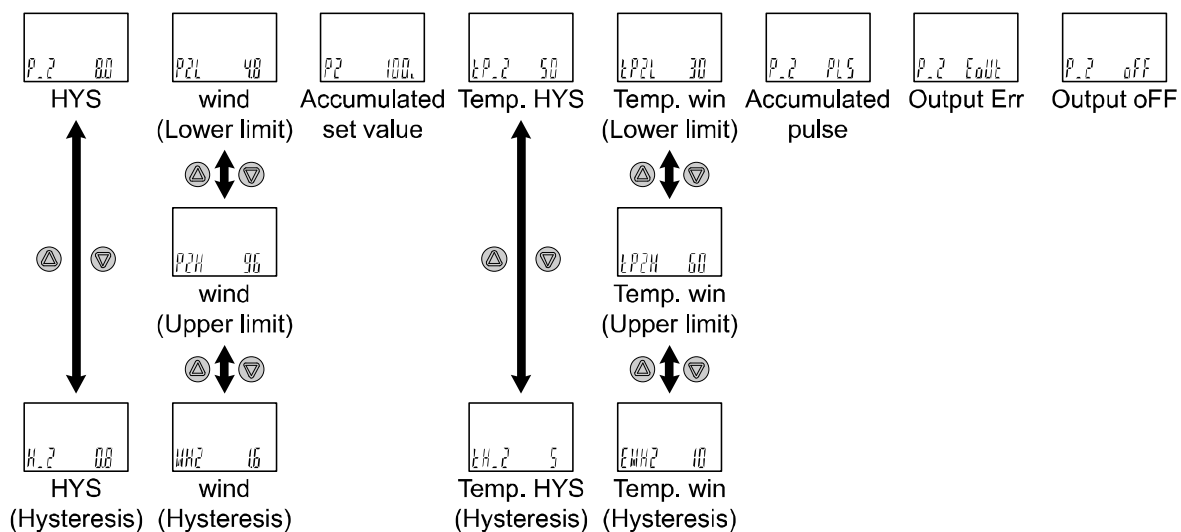 P_2 8.0
P2L 4.8
P2 100.
tP_2 50
tP2L 30
P_2 PLS
P_2 EoUt
P_2 oFF
HYS
wind
(Lower limit)
Accumulated
set value
Temp. HYS
Temp. win
(Lower limit)
Accumulated
pulse
Output Err
Output oFF
P2H 9.6
wind
(Upper limit)
tP2H 60
Temp. win
(Upper limit)
H_2 0.8
WH2 1.6
tH_2 5
tWH2 10
HYS
(Hysteresis)
wind
(Hysteresis)
Temp. HYS
(Hysteresis)
Temp. win
(Hysteresis)